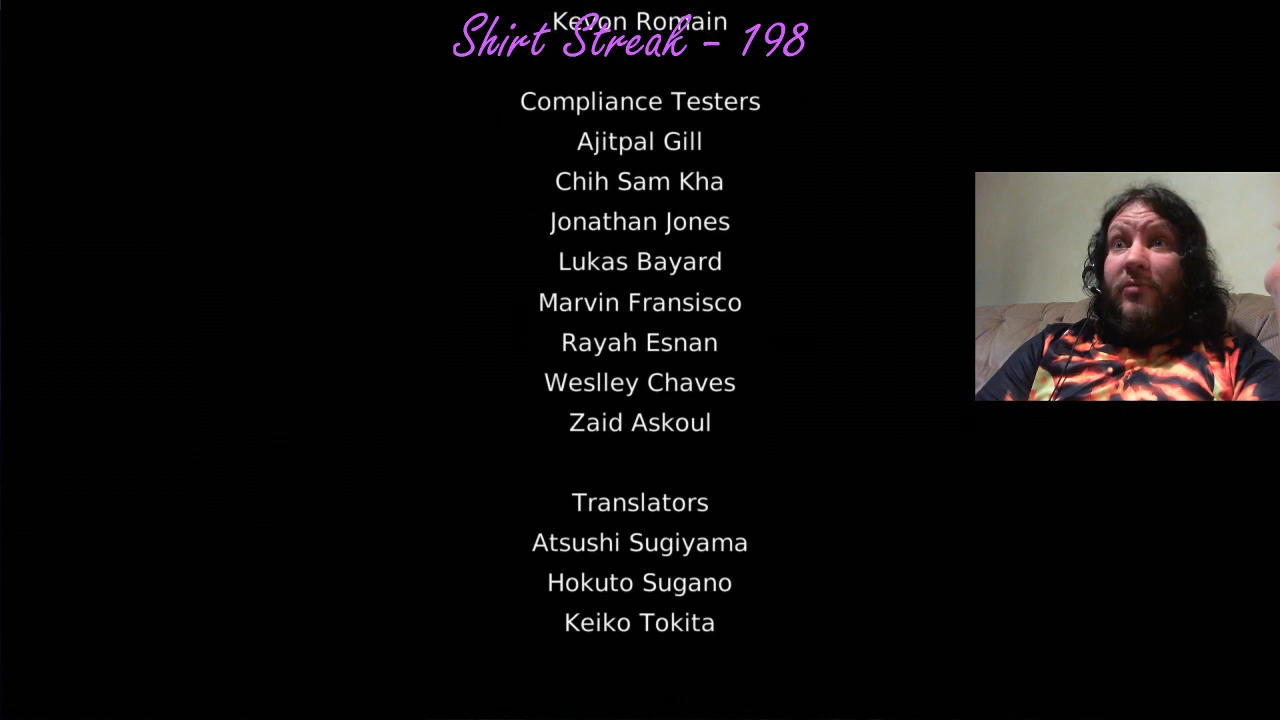 Kevon Romain
Shirt Streak - 198
Compliance Testers
Ajitpal Gill
Chih Sam Kha
Jonathan Jones
Lukas Bayard
Marvin Fransisco
Rayah Esnan
Weslley Chaves
Zaid Askoul
Translators
Atsushi Sugiyama
Hokuto Sugano
Keiko Tokita